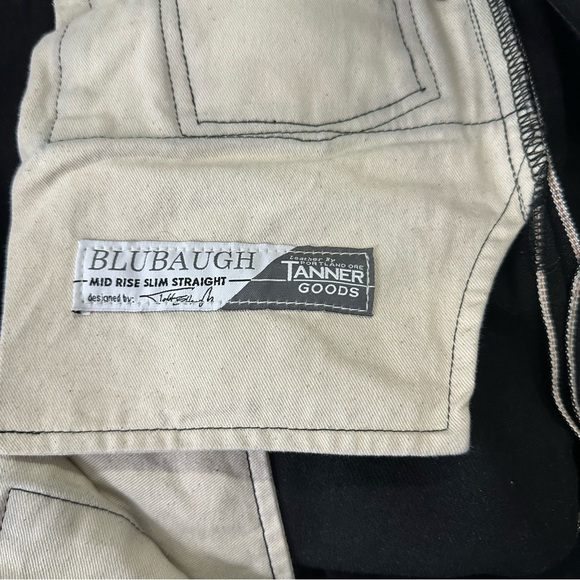 BLUBAUGH
MID RISE SLIM STRAIGHT
designed by:
Leather By
PORTLAND ORE
TANNER
GOODS